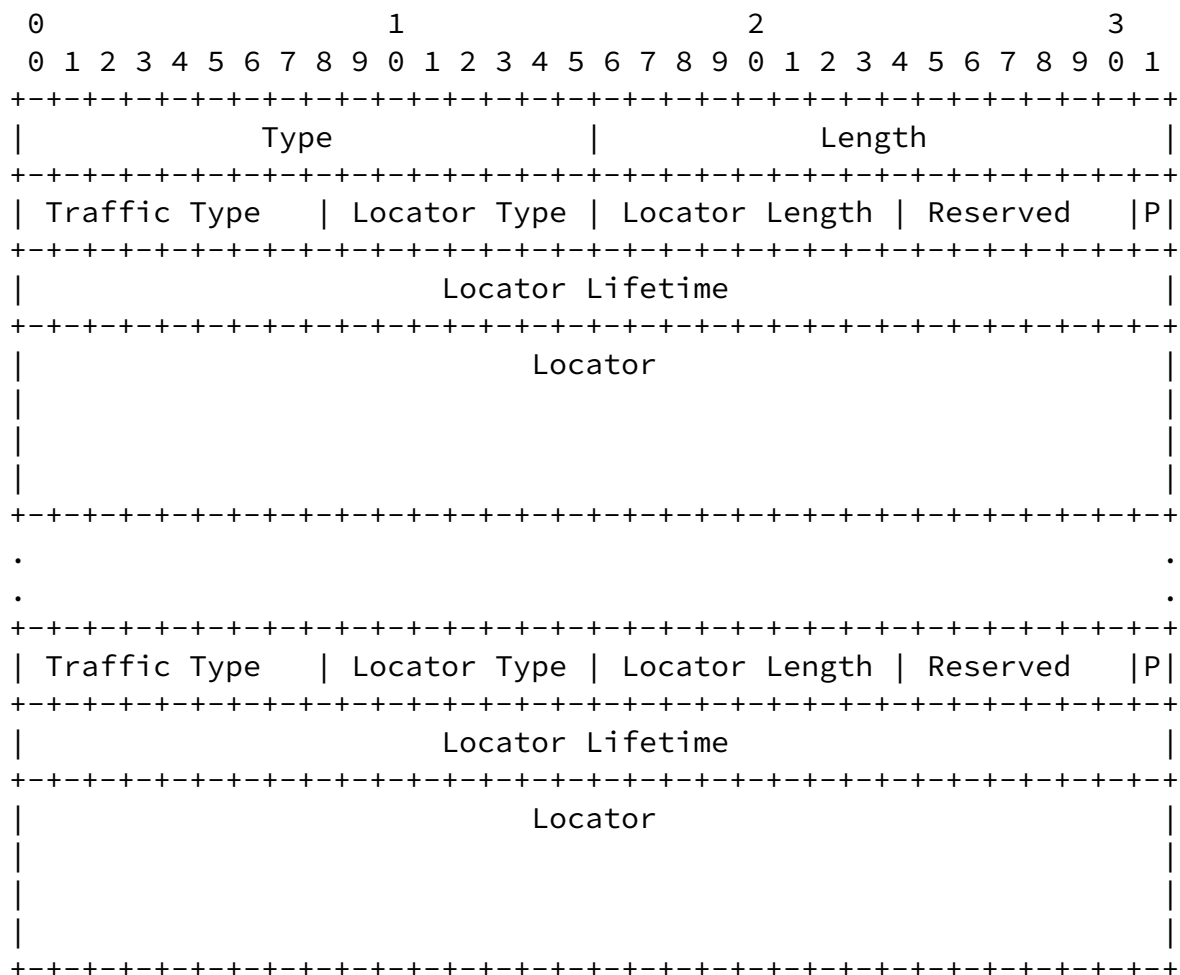 0                   1                   2                   3
 0 1 2 3 4 5 6 7 8 9 0 1 2 3 4 5 6 7 8 9 0 1 2 3 4 5 6 7 8 9 0 1
+-+-+-+-+-+-+-+-+-+-+-+-+-+-+-+-+-+-+-+-+-+-+-+-+-+-+-+-+-+-+-+-+
|             Type              |            Length             |
+-+-+-+-+-+-+-+-+-+-+-+-+-+-+-+-+-+-+-+-+-+-+-+-+-+-+-+-+-+-+-+-+
| Traffic Type   | Locator Type | Locator Length | Reserved   |P|
+-+-+-+-+-+-+-+-+-+-+-+-+-+-+-+-+-+-+-+-+-+-+-+-+-+-+-+-+-+-+-+-+
|                       Locator Lifetime                        |
+-+-+-+-+-+-+-+-+-+-+-+-+-+-+-+-+-+-+-+-+-+-+-+-+-+-+-+-+-+-+-+-+
|                            Locator                            |
|                                                               |
|                                                               |
|                                                               |
+-+-+-+-+-+-+-+-+-+-+-+-+-+-+-+-+-+-+-+-+-+-+-+-+-+-+-+-+-+-+-+-+
.                                                               .
.                                                               .
+-+-+-+-+-+-+-+-+-+-+-+-+-+-+-+-+-+-+-+-+-+-+-+-+-+-+-+-+-+-+-+-+
| Traffic Type   | Locator Type | Locator Length | Reserved   |P|
+-+-+-+-+-+-+-+-+-+-+-+-+-+-+-+-+-+-+-+-+-+-+-+-+-+-+-+-+-+-+-+-+
|                       Locator Lifetime                        |
+-+-+-+-+-+-+-+-+-+-+-+-+-+-+-+-+-+-+-+-+-+-+-+-+-+-+-+-+-+-+-+-+
|                            Locator                            |
|                                                               |
|                                                               |
|                                                               |
+-+-+-+-+-+-+-+-+-+-+-+-+-+-+-+-+-+-+-+-+-+-+-+-+-+-+-+-+-+-+-+-+